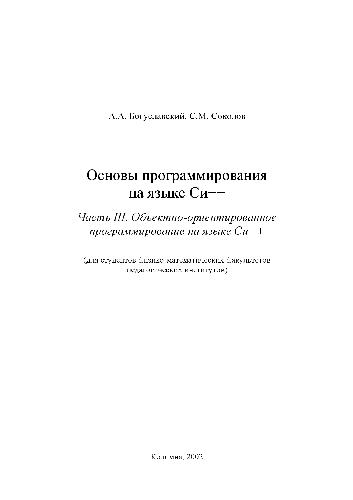 А.А. Богуславский, С.М. Соколов
Основы программирования
на языке Си++
Часть III. Объектно-ориентированное
программирование на языке Си++
(для студентов физико-математических факультетов
педагогических институтов)
Коломна, 2002